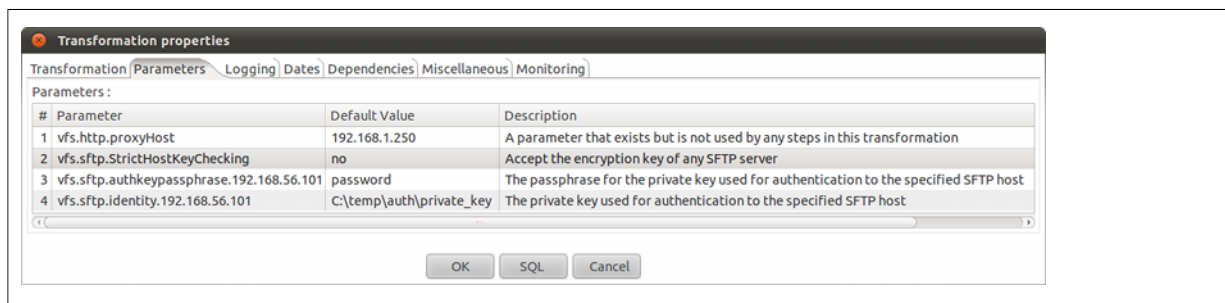 Transformation properties
Transformation Parameters Logging Dates Dependencies Miscellaneous Monitoring
Parameters :
# Parameter Default Value Description
1 vfs.http.proxyHost 192.168.1.250 A parameter that exists but is not used by any steps in this transformation
2 vfs.sftp.StrictHostKeyChecking no Accept the encryption key of any SFTP server
3 vfs.sftp.authkeypassphrase.192.168.56.101 password The passphrase for the private key used for authentication to the specified SFTP host
4 vfs.sftp.identity.192.168.56.101 C:\temp\auth\private_key The private key used for authentication to the specified SFTP host
OK SQL Cancel